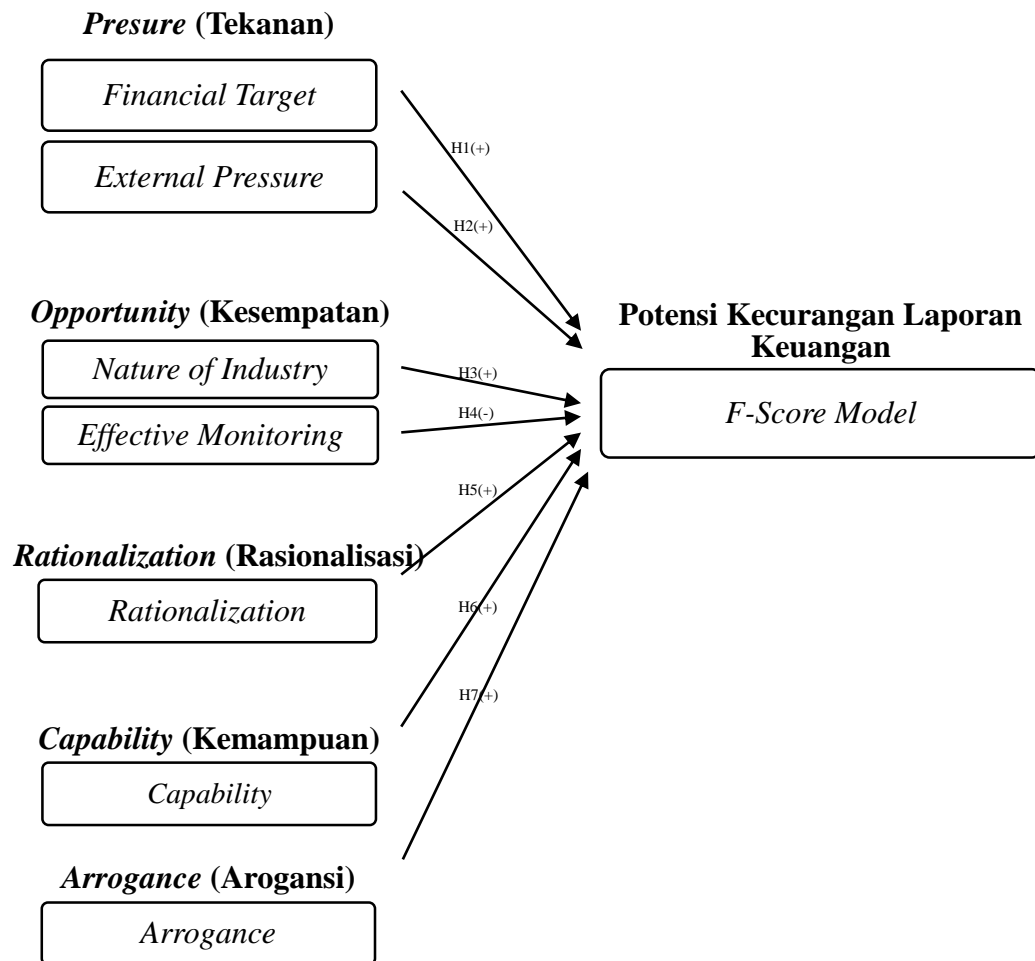 Presure (Tekanan)
Financial Target
External Pressure
H1(+)
H2(+)
Opportunity (Kesempatan)
Nature of Industry
Effective Monitoring
H3(+)
H4(-)
Potensi Kecurangan Laporan
Keuangan
F-Score Model
H5(+)
Rationalization (Rasionalisasi)
Rationalization
H6(+)
H7(+)
Capability (Kemampuan)
Capability
Arrogance (Arogansi)
Arrogance